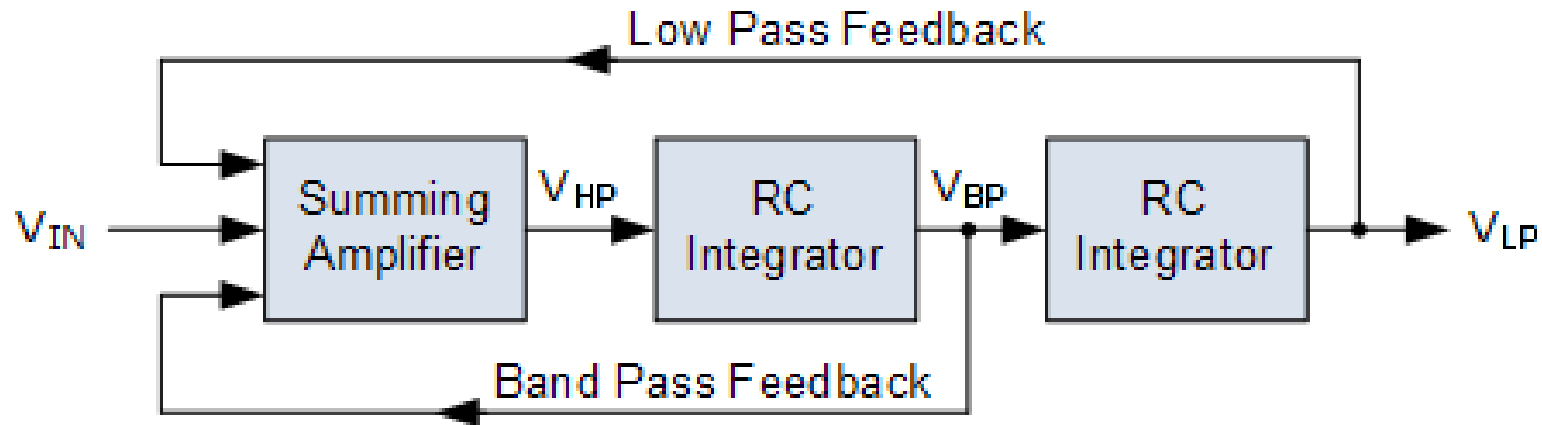 Low Pass Feedback
Summing
Amplifier
RC
Integrator
RC
Integrator
VIN
VHP
VBP
VLP
Band Pass Feedback